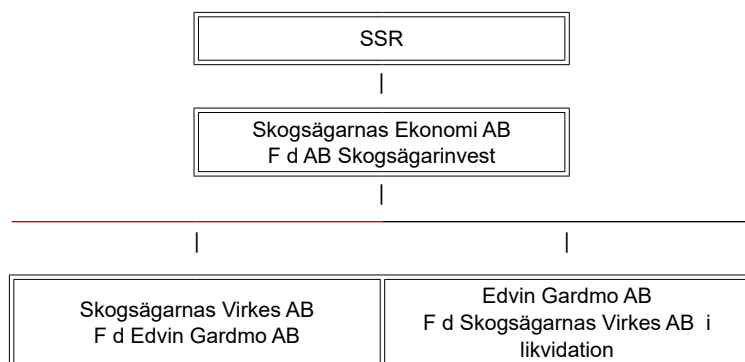 SSR
Skogsägarnas Ekonomi AB
F d AB Skogsägarinvest
Skogsägarnas Virkes AB
F d Edvin Gardmo AB
Edvin Gardmo AB
F d Skogsägarnas Virkes AB i
likvidation